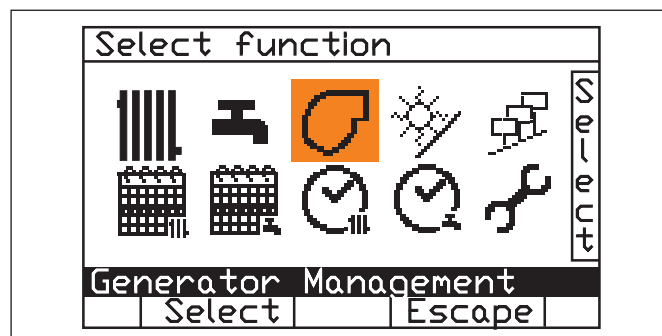 Select function
Select
Generator Management
Select Escape